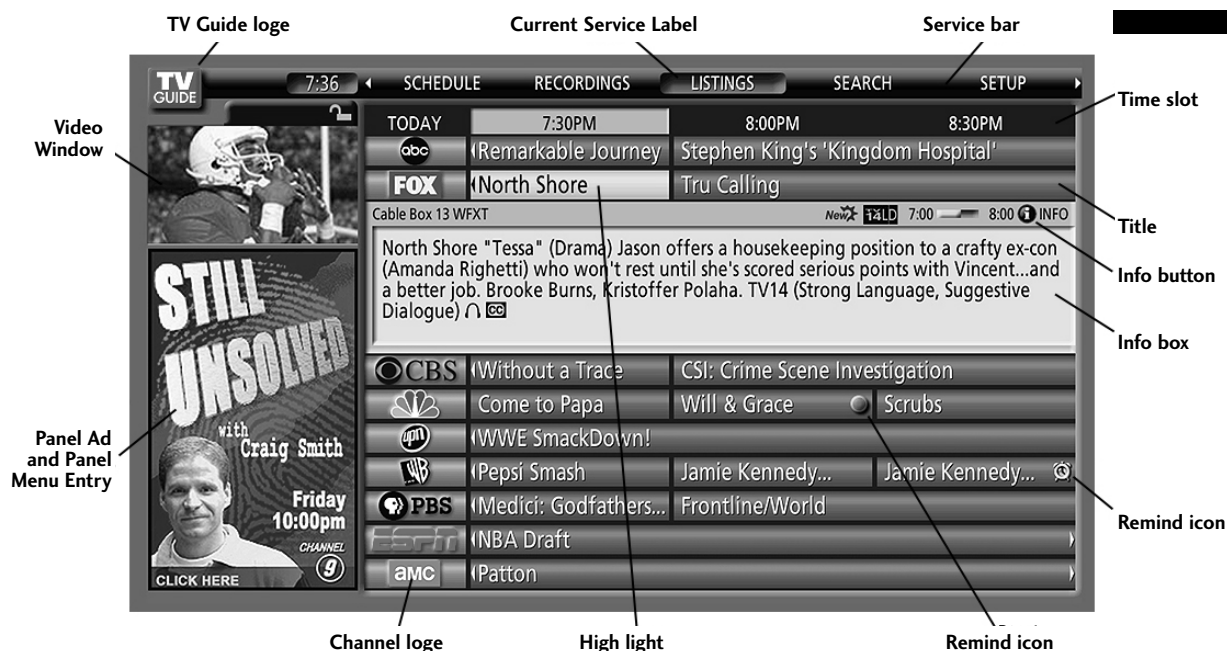 TV Guide loge
Current Service Label
Service bar
TV
GUIDE
7:36
SCHEDULE RECORDINGS LISTINGS SEARCH SETUP
Time slot
TODAY 7:30PM 8:00PM 8:30PM
Video
Window
abc Remarkable Journey Stephen King's 'Kingdom Hospital'
FOX North Shore Tru Calling
Title
Cable Box 13 WFXT New 14LD 7:00 8:00 i INFO
Info button
North Shore "Tessa" (Drama) Jason offers a housekeeping position to a crafty ex-con
(Amanda Righetti) who won't rest until she's scored serious points with Vincent...and
a better job. Brooke Burns, Kristoffer Polaha. TV14 (Strong Language, Suggestive
Dialogue) CC
Info box
STILL
UNSOLVED
with
Craig Smith
Friday
10:00pm
CHANNEL
9
CLICK HERE
Panel Ad
and Panel
Menu Entry
CBS Without a Trace CSI: Crime Scene Investigation
Come to Papa Will & Grace Scrubs
upn WWE SmackDown!
WB Pepsi Smash Jamie Kennedy... Jamie Kennedy...
PBS Medici: Godfathers... Frontline/World
Remind icon
ESPN NBA Draft
aMC Patton
Channel loge
High light
Remind icon